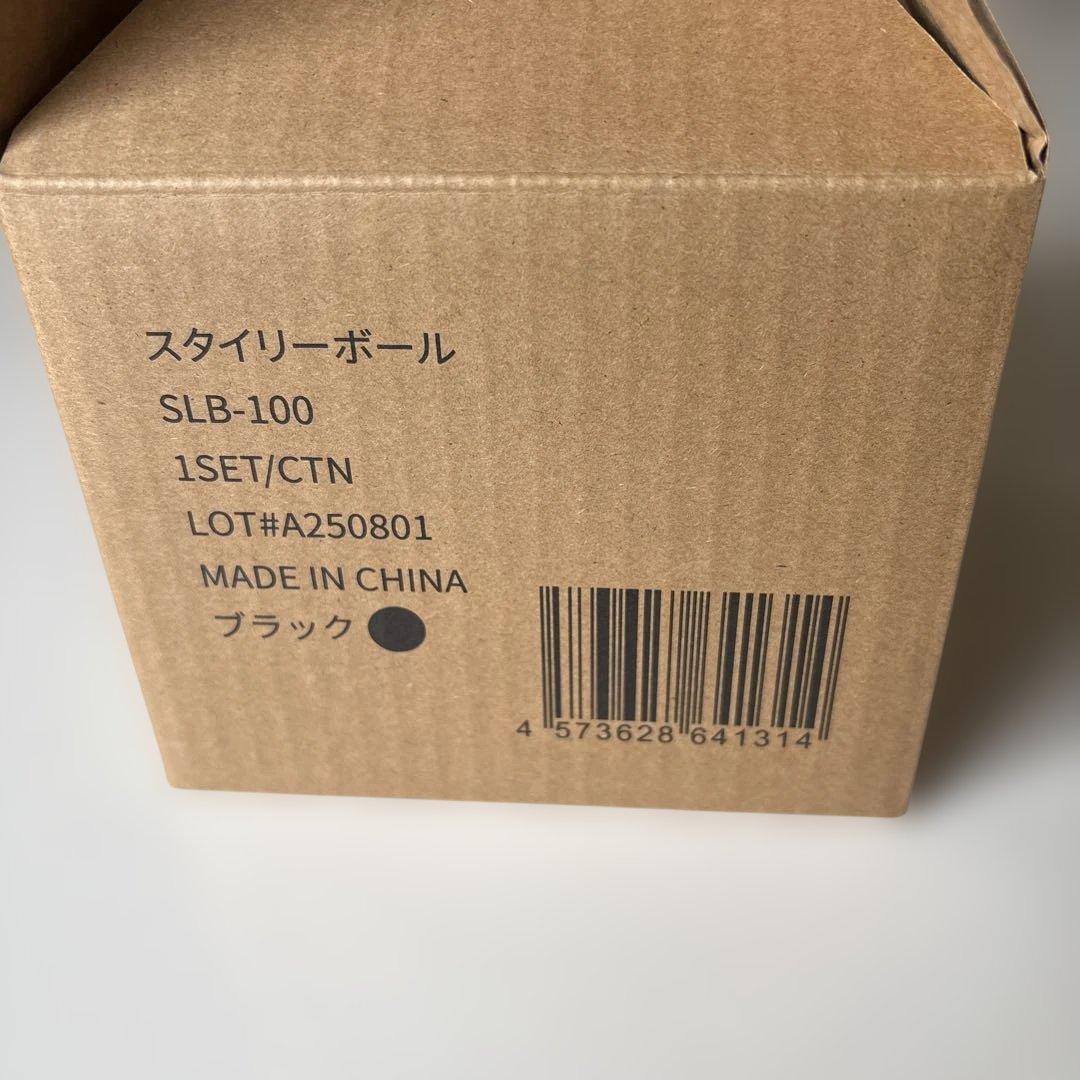 スタイリーボール
SLB-100
1SET/CTN
LOT#A250801
MADE IN CHINA
ブラック
4 573628 641314